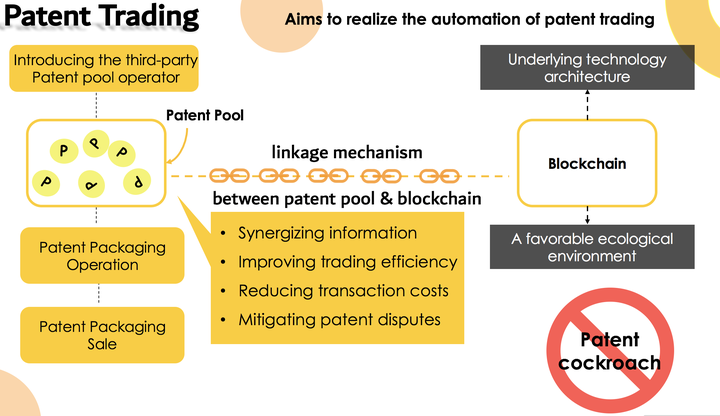 Patent Trading
Aims to realize the automation of patent trading
Introducing the third-party
Patent pool operator
Patent Pool
P
P
P
P
P
P
Patent Packaging
Operation
Patent Packaging
Sale
linkage mechanism
between patent pool & blockchain
• Synergizing information
• Improving trading efficiency
• Reducing transaction costs
• Mitigating patent disputes
Underlying technology
architecture
Blockchain
A favorable ecological
environment
Patent
cockroach